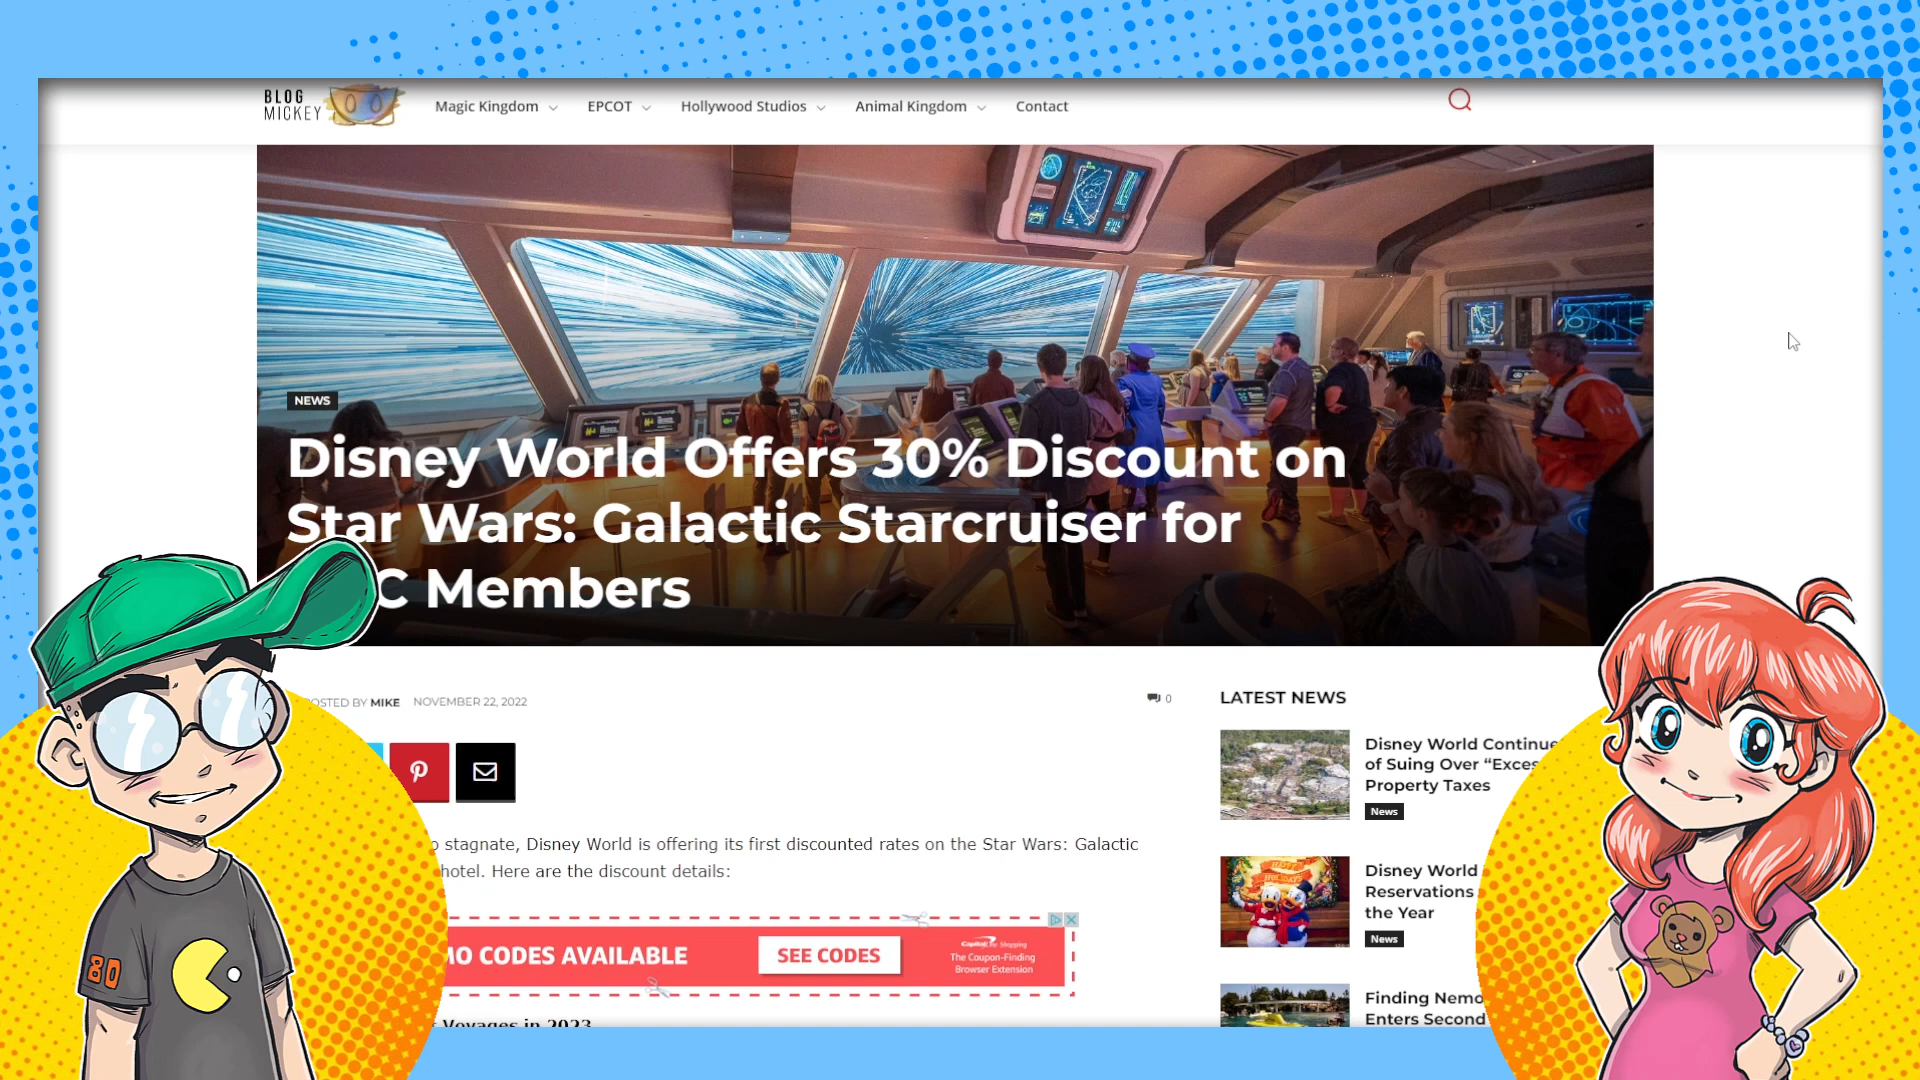 BLOG
MICKEY
Magic Kingdom
EPCOT
Hollywood Studios
Animal Kingdom
Contact
NEWS
Disney World Offers 30% Discount on
Star Wars: Galactic Starcruiser for
C Members
OSTED BY MIKE NOVEMBER 22, 2022
0
stagnate, Disney World is offering its first discounted rates on the Star Wars: Galactic
hotel. Here are the discount details:
MO CODES AVAILABLE
SEE CODES
Capital One Shopping
The Coupon-Finding
Browser Extension
Voyages in 2023
LATEST NEWS
Disney World Continue
of Suing Over “Exces
Property Taxes
News
Disney World
Reservations
the Year
News
Finding Nemo
Enters Second
80